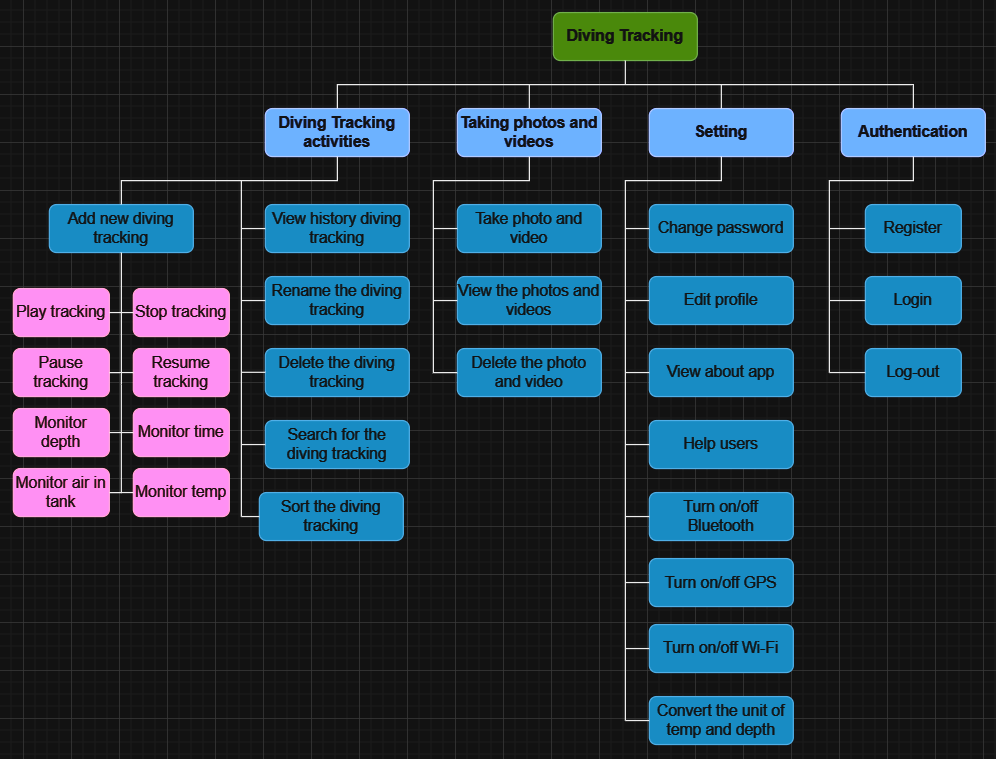 Diving Tracking
Diving Tracking
activities
Taking photos and
videos
Setting
Authentication
Add new diving
tracking
Play tracking
Stop tracking
Pause
tracking
Resume
tracking
Monitor
depth
Monitor time
Monitor air in
tank
Monitor temp
View history diving
tracking
Rename the diving
tracking
Delete the diving
tracking
Search for the
diving tracking
Sort the diving
tracking
Take photo and
video
View the photos and
videos
Delete the photo
and video
Change password
Edit profile
View about app
Help users
Turn on/off
Bluetooth
Turn on/off GPS
Turn on/off Wi-Fi
Convert the unit of
temp and depth
Register
Login
Log-out